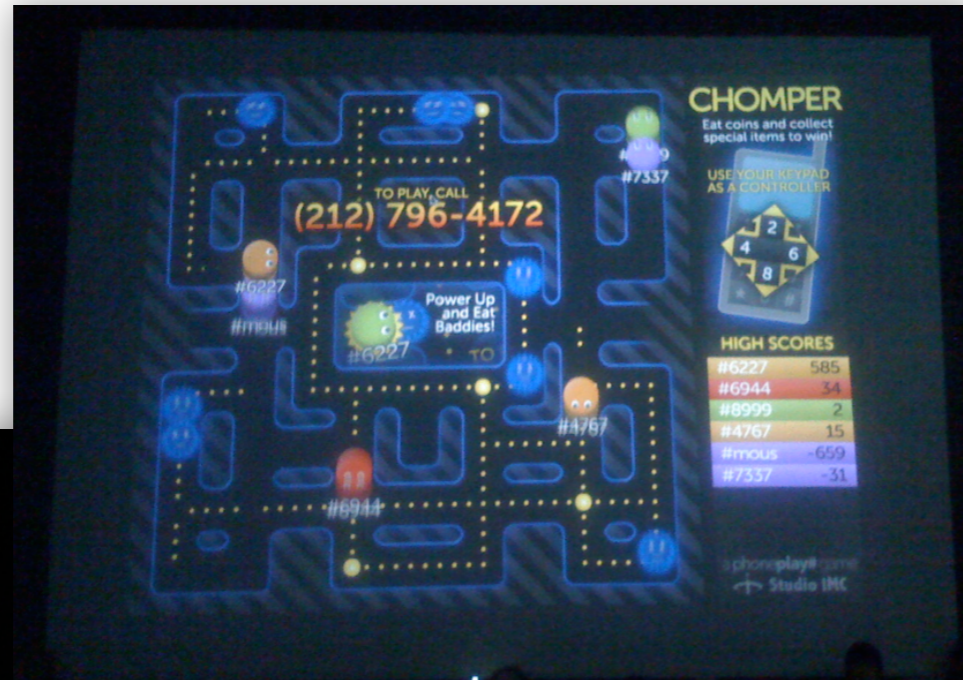 CHOMPER
Eat coins and collect
special items to win!
USE YOUR KEYPAD
AS A CONTROLLER
2
4 6
8
* #
TO PLAY, CALL
(212) 796-4172
#7337
#6227
#mous
Power Up
and Eat
Baddies!
#6227
TO
#4767
#6944
HIGH SCORES
#6227 585
#6944 34
#8999 2
#4767 15
#mous -659
#7337 -31
a phoneplay# game
Studio IMC